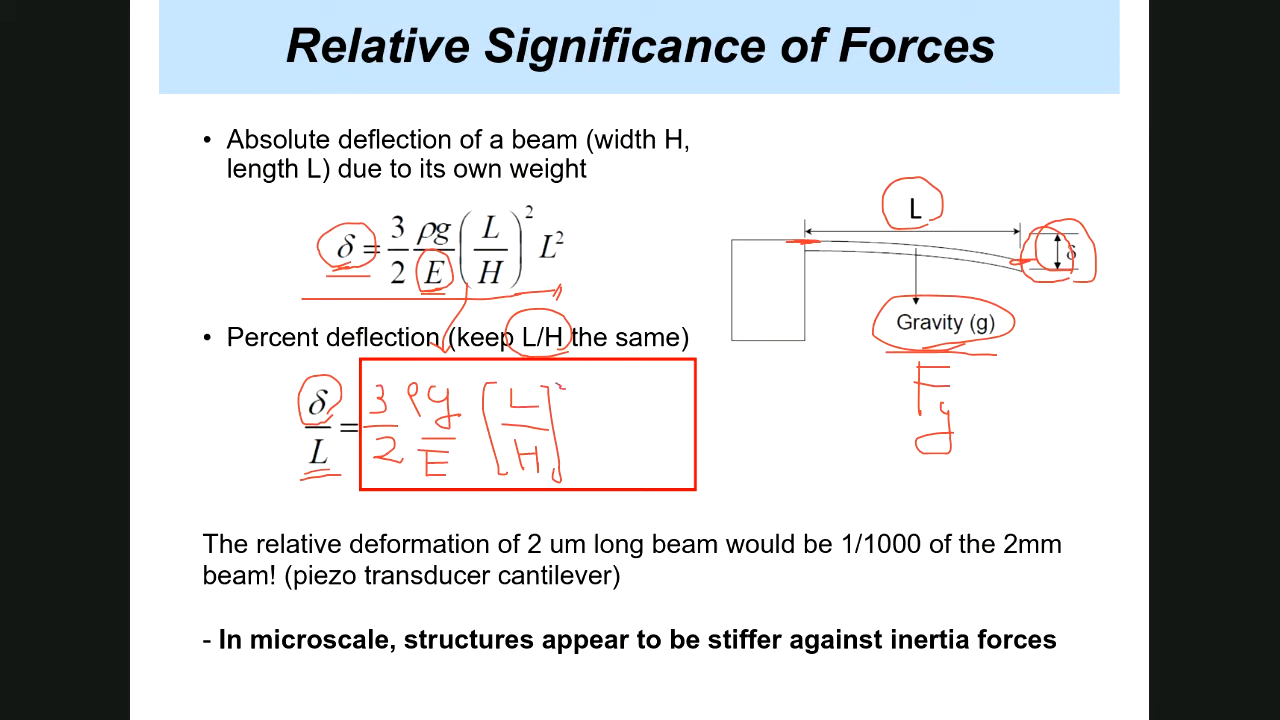 Relative Significance of Forces
• Absolute deflection of a beam (width H,
length L) due to its own weight
δ = 3/2 ρg/E (L/H)² L²
L
δ
Gravity (g)
Fg
• Percent deflection (keep L/H the same)
δ/L = 3/2 ρg/E [L/H]²
The relative deformation of 2 um long beam would be 1/1000 of the 2mm
beam! (piezo transducer cantilever)
- In microscale, structures appear to be stiffer against inertia forces